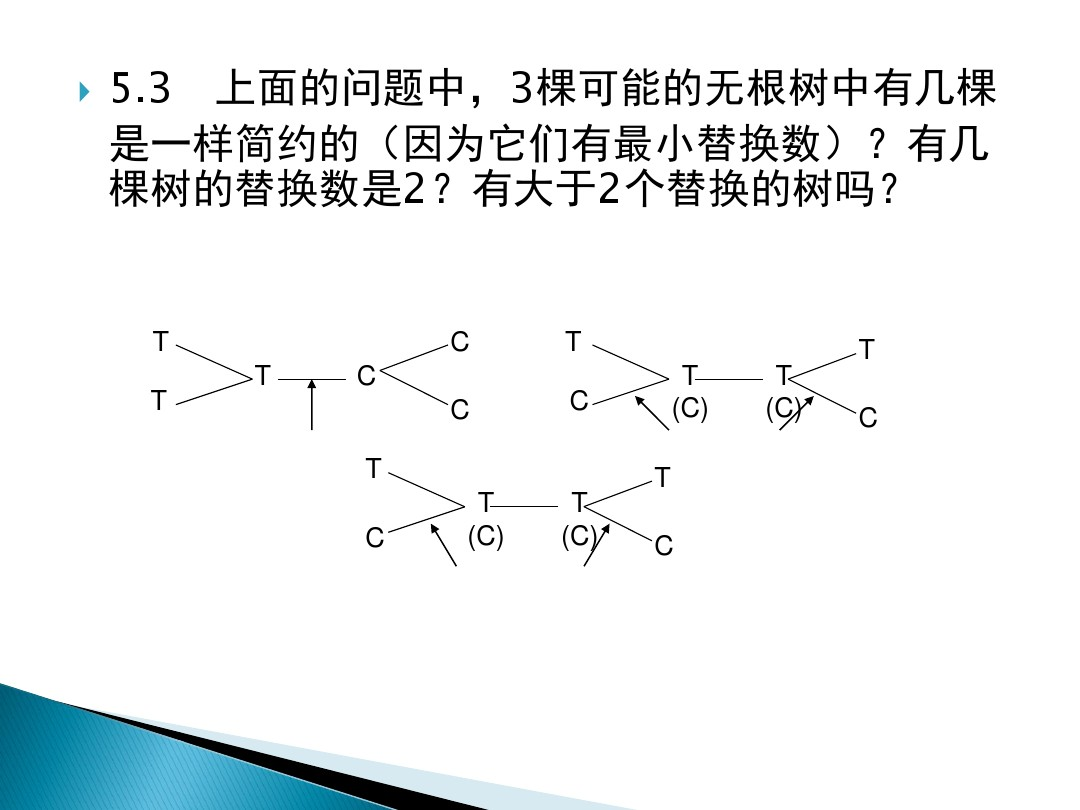 5.3 上面的问题中，3棵可能的无根树中有几棵
是一样简约的（因为它们有最小替换数）？有几
棵树的替换数是2？有大于2个替换的树吗？
T C T T
T C T T
T C C (C) (C) C
T T
T T
C (C) (C) C